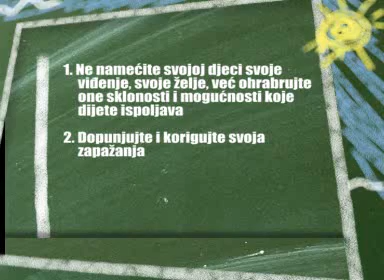 1. Ne namećite svojoj djeci svoje
viđenje, svoje želje, već ohrabrujte
one sklonosti i mogućnosti koje
dijete ispoljava
2. Dopunjujte i korigujte svoja
zapažanja